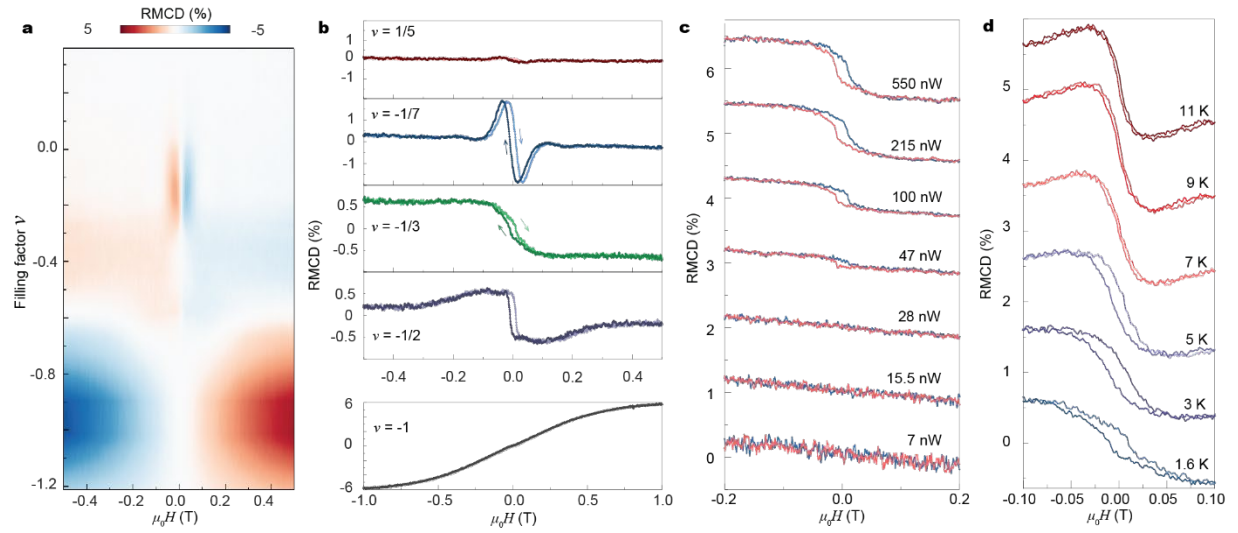 a
RMCD (%)
5
-5
Filling factor ν
0.0
-0.4
-0.8
-1.2
-0.4
0.0
0.4
μ₀H (T)
b
RMCD (%)
ν = 1/5
1
0
1
ν = -1/7
1
0
1
ν = -1/3
0.5
-0.5
ν = -1/2
0.5
-0.5
-0.4
-0.2
0.0
0.2
0.4
ν = -1
6
0
-6
-1.0
-0.5
0.0
0.5
1.0
μ₀H (T)
c
RMCD (%)
6
5
4
3
2
1
0
550 nW
215 nW
100 nW
47 nW
28 nW
15.5 nW
7 nW
-0.2
0.0
0.2
μ₀H (T)
d
RMCD (%)
5
4
3
2
1
0
11 K
9 K
7 K
5 K
3 K
1.6 K
-0.10
-0.05
0.00
0.05
0.10
μ₀H (T)